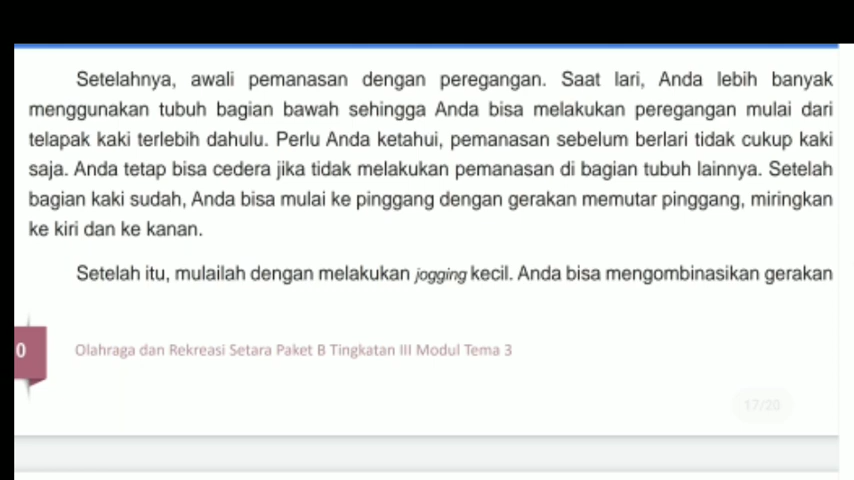 Setelahnya, awali pemanasan dengan peregangan. Saat lari, Anda lebih banyak
menggunakan tubuh bagian bawah sehingga Anda bisa melakukan peregangan mulai dari
telapak kaki terlebih dahulu. Perlu Anda ketahui, pemanasan sebelum berlari tidak cukup kaki
saja. Anda tetap bisa cedera jika tidak melakukan pemanasan di bagian tubuh lainnya. Setelah
bagian kaki sudah, Anda bisa mulai ke pinggang dengan gerakan memutar pinggang, miringkan
ke kiri dan ke kanan.
Setelah itu, mulailah dengan melakukan jogging kecil. Anda bisa mengombinasikan gerakan
0
Olahraga dan Rekreasi Setara Paket B Tingkatan III Modul Tema 3
17/20